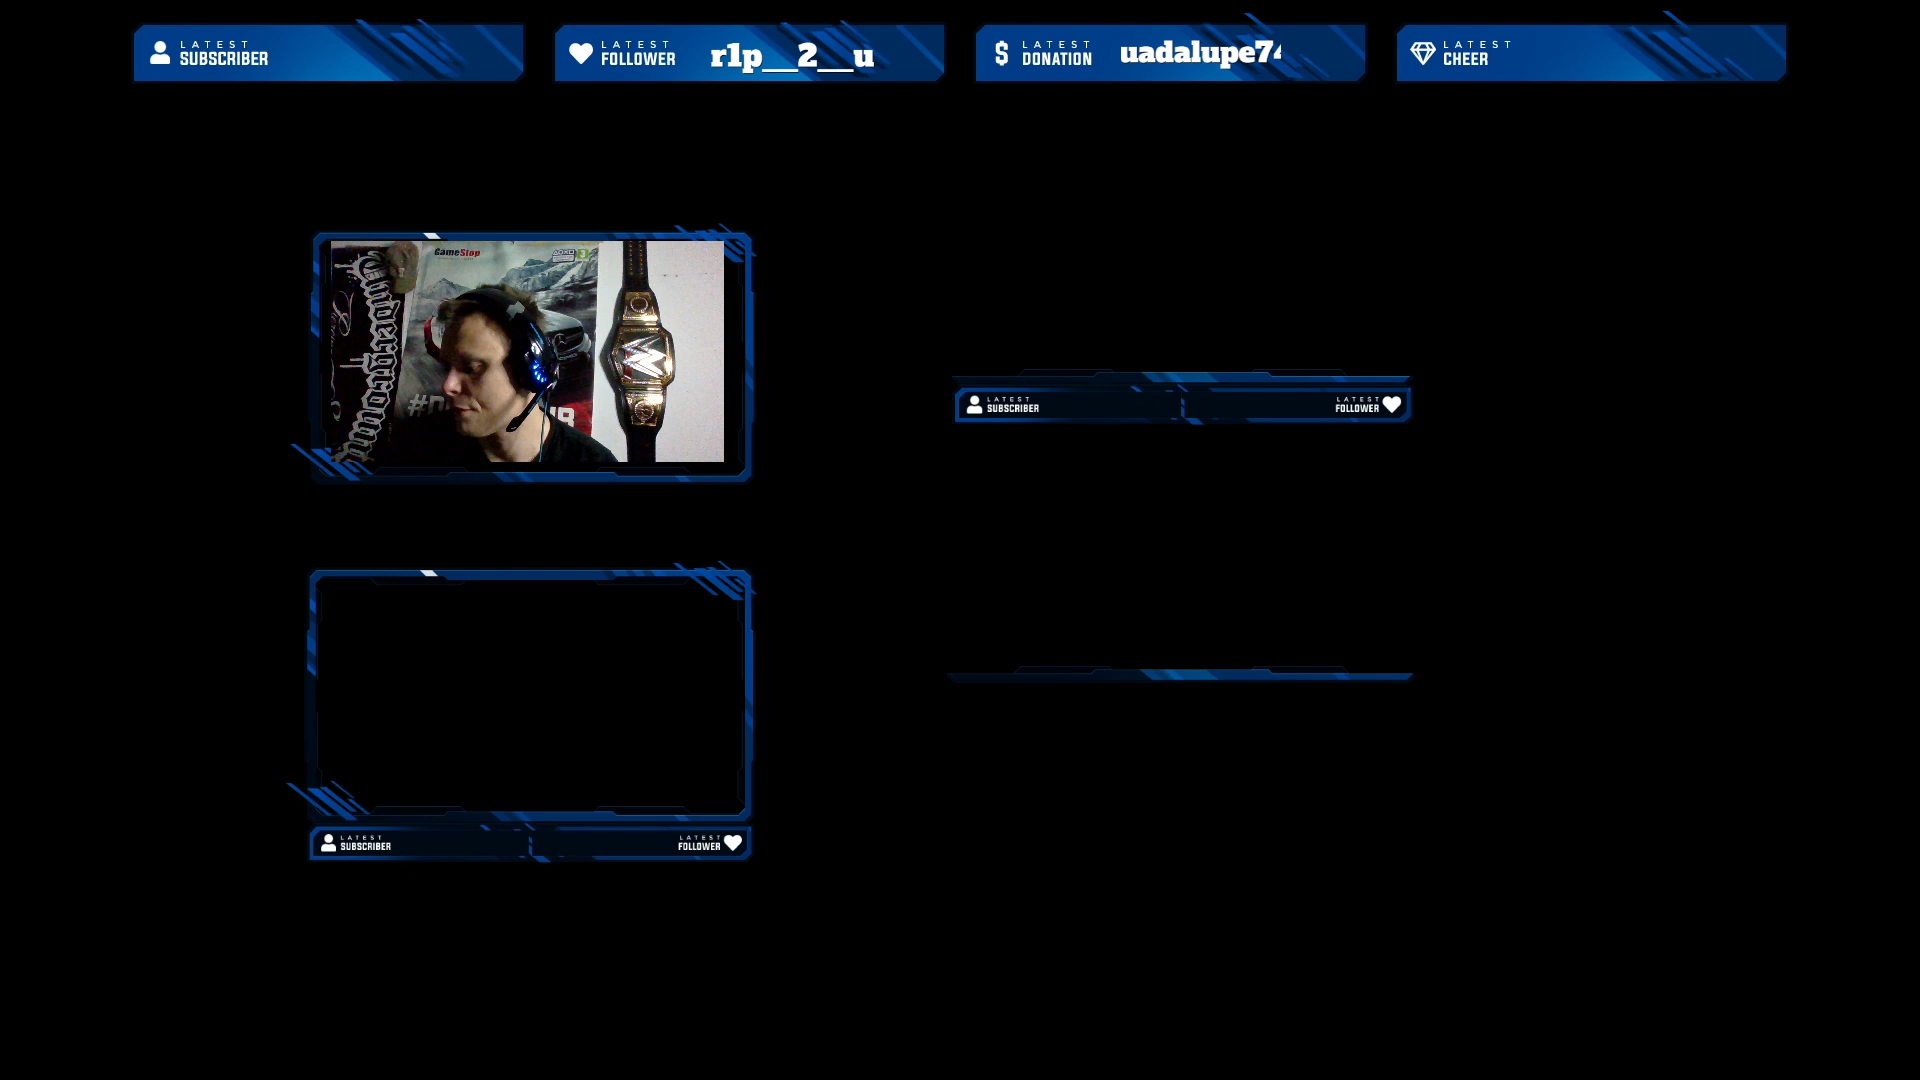 LATEST
SUBSCRIBER
LATEST
FOLLOWER
r1p__2__u
LATEST
DONATION
uadalupe74
LATEST
CHEER
GameStop
Underground
LATEST
SUBSCRIBER
LATEST
FOLLOWER
LATEST
SUBSCRIBER
LATEST
FOLLOWER